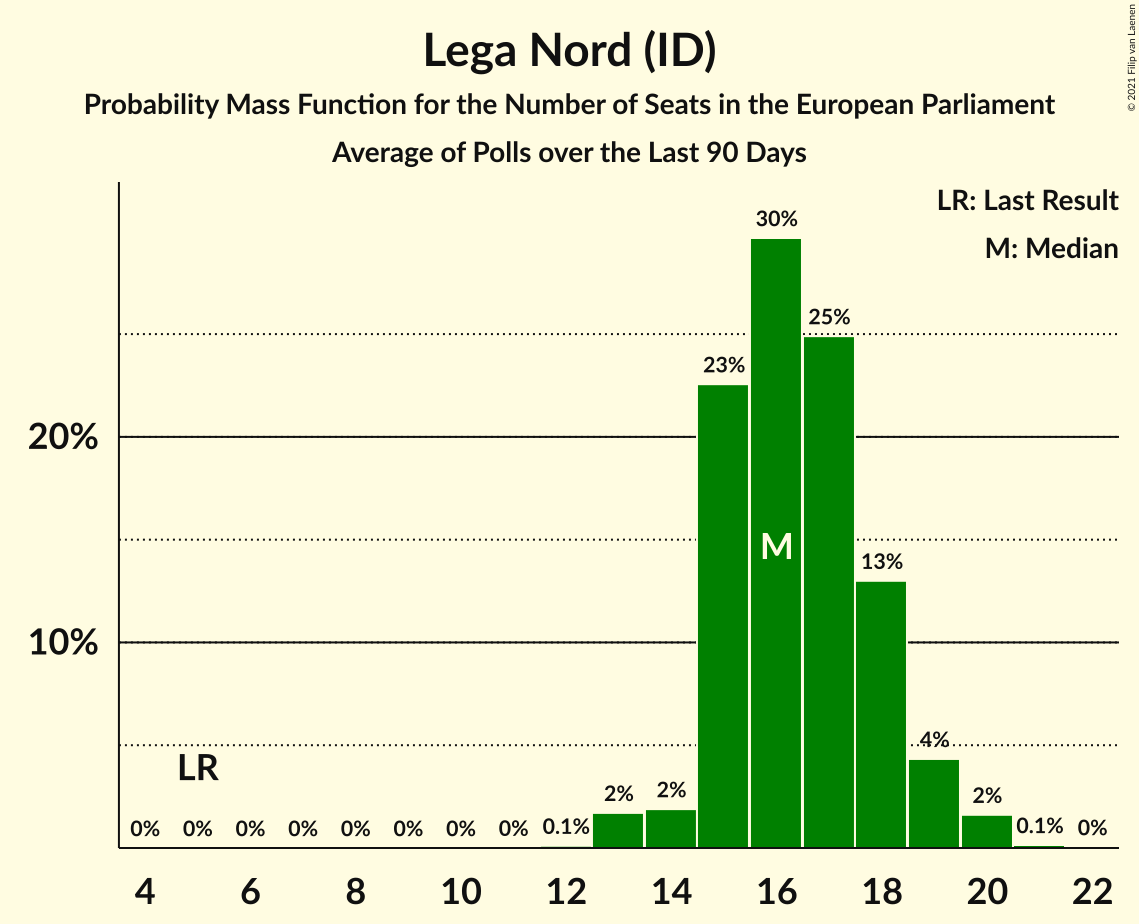 Lega Nord (ID)
Probability Mass Function for the Number of Seats in the European Parliament
Average of Polls over the Last 90 Days
© 2021 Filip van Laenen
LR: Last Result
M: Median
30%
25%
23%
20%
M
13%
10%
4%
LR
2%
2%
2%
0%
0%
0%
0%
0%
0%
0%
0%
0.1%
0.1%
0%
4 6 8 10 12 14 16 18 20 22